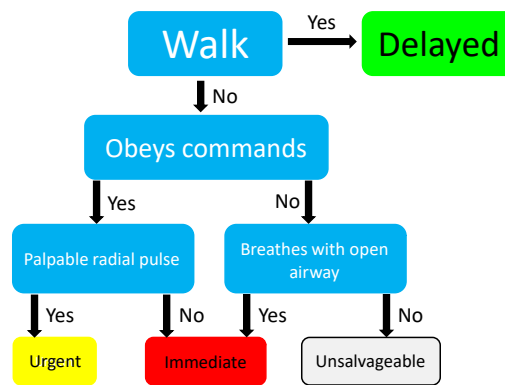 Walk
Yes
Delayed
No
Obeys commands
Yes
No
Palpable radial pulse
Breathes with open
airway
Yes
No
Yes
No
Urgent
Immediate
Unsalvageable